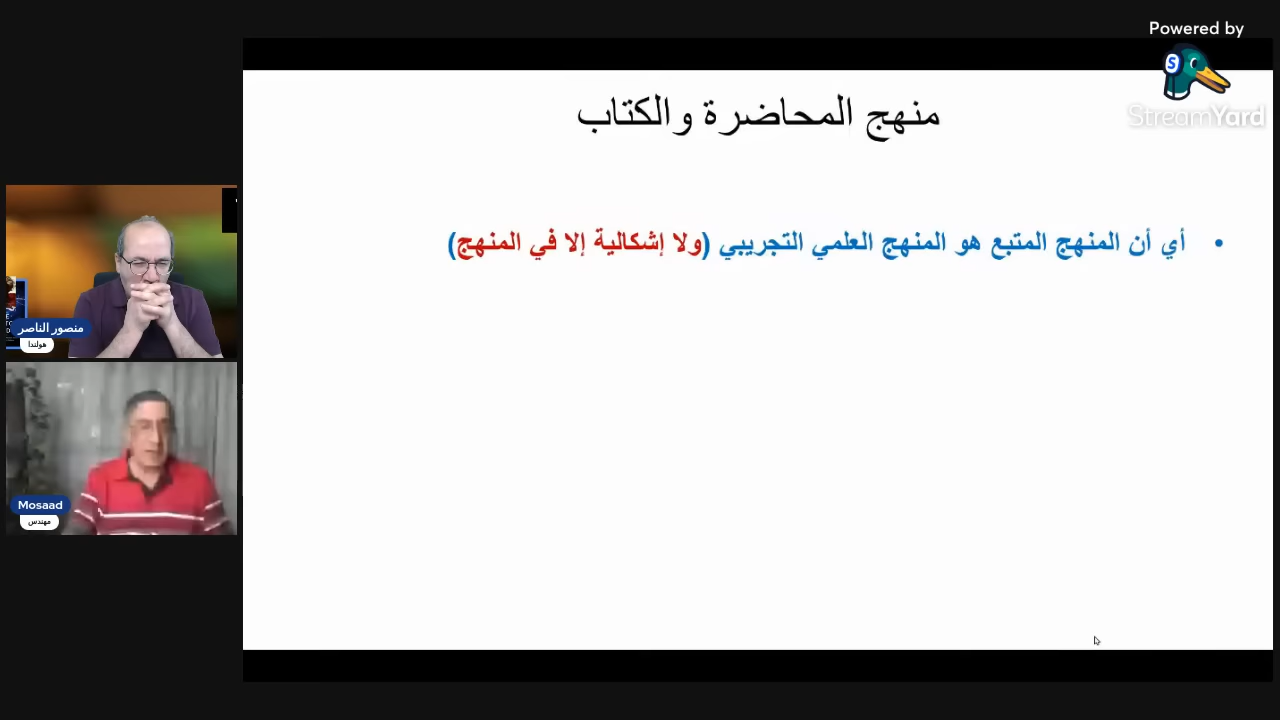 Powered by
StreamYard
منهج المحاضرة والكتاب
• أي أن المنهج المتبع هو المنهج العلمي التجريبي (ولا إشكالية إلا في المنهج)
منصور الناصر
هولندا
Mosaad
مهندس